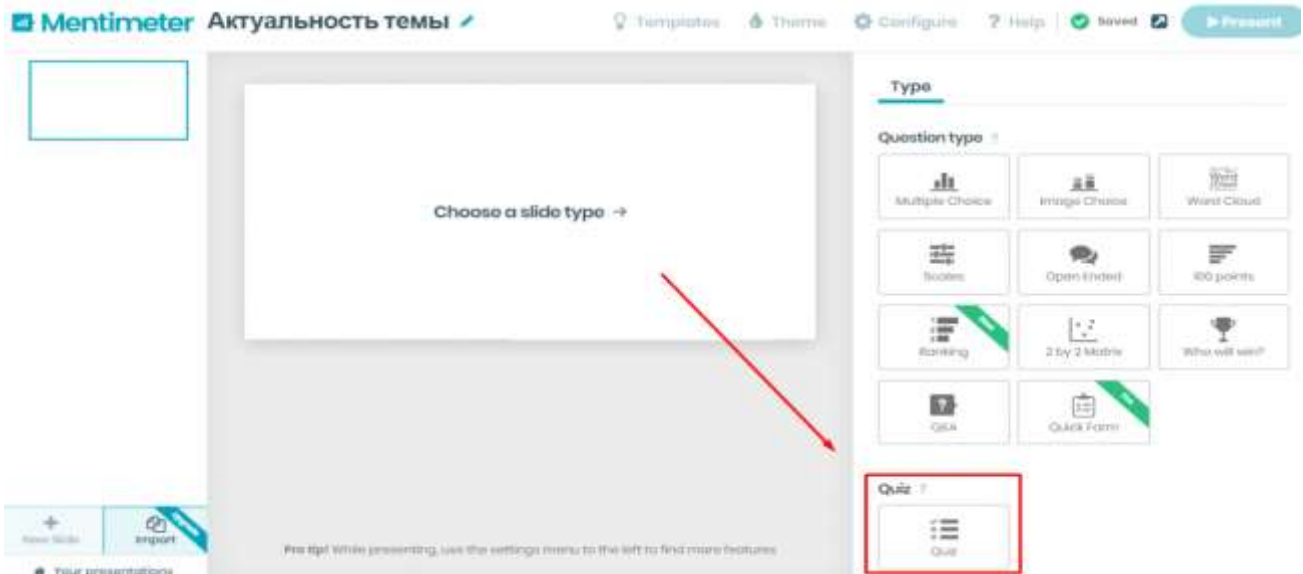 Mentimeter Актуальность темы Templates Theme Configure ? Help Saved Present
Type
Question type ?
Multiple Choice Image Choice Word Cloud
Choose a slide type →
Scales Open Ended 100 points
Ranking 2 by 2 Matrix Who will win?
Q&A Quick Form
Quiz ?
Quiz
New Slide Import
Pro tip! While presenting, use the settings menu to the left to find more features
Your presentations